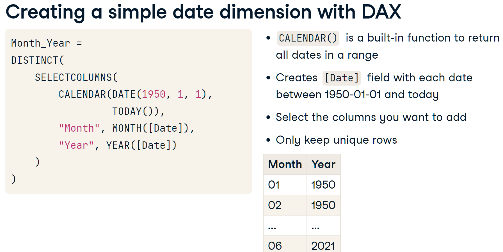 Creating a simple date dimension with DAX
Month_Year =
DISTINCT(
SELECTCOLUMNS(
CALENDAR(DATE(1950, 1, 1),
TODAY()),
"Month", MONTH([Date]),
"Year", YEAR([Date])
)
)
• CALENDAR() is a built-in function to return
all dates in a range
• Creates [Date] field with each date
between 1950-01-01 and today
• Select the columns you want to add
• Only keep unique rows
Month Year
01 1950
02 1950
... ...
06 2021